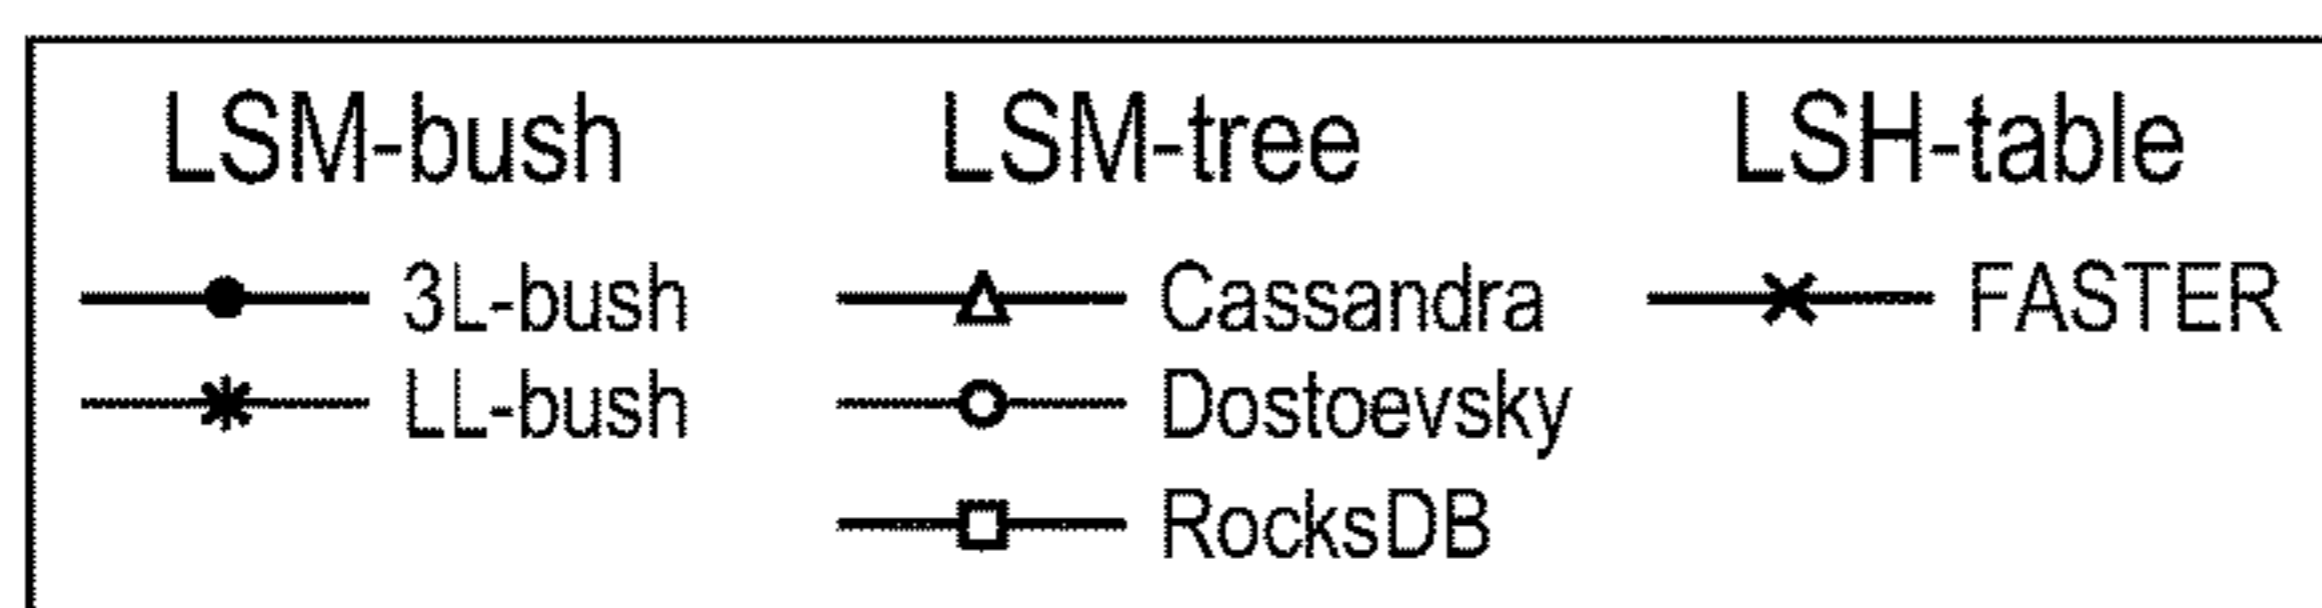 LSM-bush LSM-tree LSH-table
3L-bush Cassandra FASTER
LL-bush Dostoevsky
RocksDB